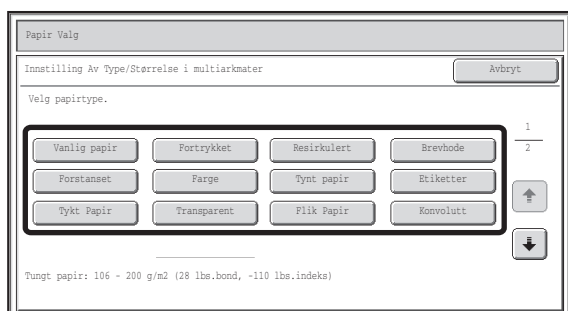 Papir Valg
Innstilling Av Type/Størrelse i multiarkmater Avbryt
Velg papirtype.
1
2
Vanlig papir Fortrykket Resirkulert Brevhode
Forstanset Farge Tynt papir Etiketter
Tykt Papir Transparent Flik Papir Konvolutt
Tungt papir: 106 - 200 g/m2 (28 lbs.bond, -110 lbs.indeks)